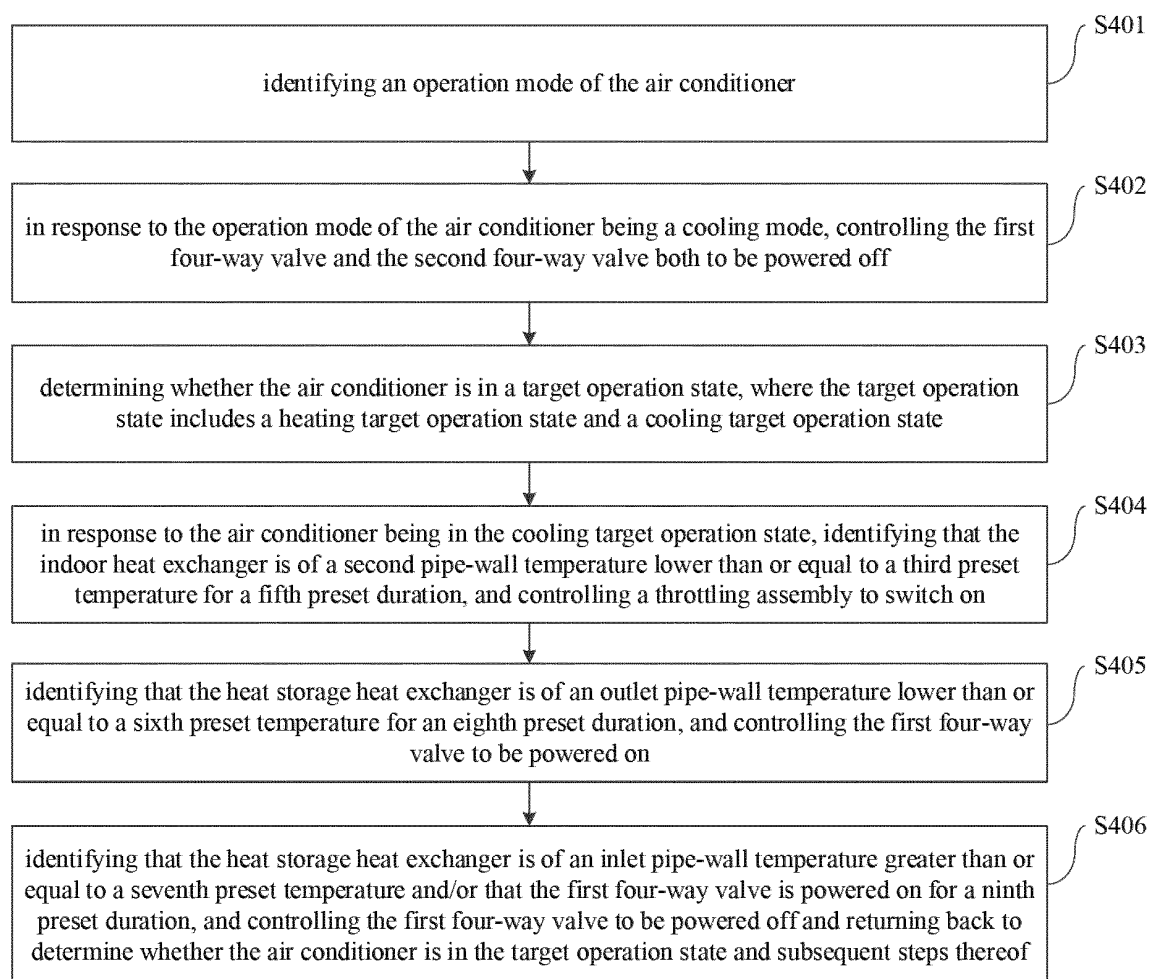 S401
identifying an operation mode of the air conditioner
S402
in response to the operation mode of the air conditioner being a cooling mode, controlling the first
four-way valve and the second four-way valve both to be powered off
S403
determining whether the air conditioner is in a target operation state, where the target operation
state includes a heating target operation state and a cooling target operation state
S404
in response to the air conditioner being in the cooling target operation state, identifying that the
indoor heat exchanger is of a second pipe-wall temperature lower than or equal to a third preset
temperature for a fifth preset duration, and controlling a throttling assembly to switch on
S405
identifying that the heat storage heat exchanger is of an outlet pipe-wall temperature lower than or
equal to a sixth preset temperature for an eighth preset duration, and controlling the first four-way
valve to be powered on
S406
identifying that the heat storage heat exchanger is of an inlet pipe-wall temperature greater than or
equal to a seventh preset temperature and/or that the first four-way valve is powered on for a ninth
preset duration, and controlling the first four-way valve to be powered off and returning back to
determine whether the air conditioner is in the target operation state and subsequent steps thereof